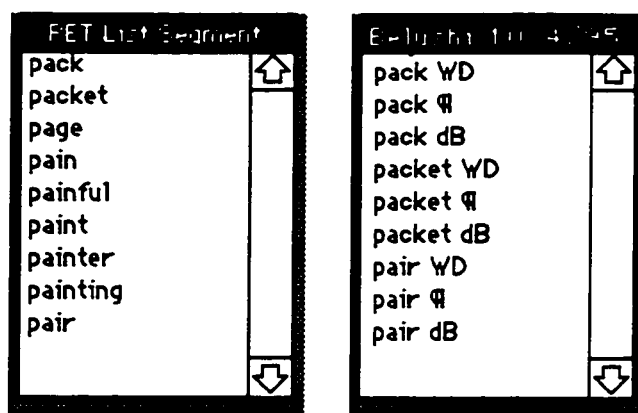 PET List Segment
pack
packet
page
pain
painful
paint
painter
painting
pair
pack WD
pack ¶
pack dB
packet WD
packet ¶
packet dB
pair WD
pair ¶
pair dB